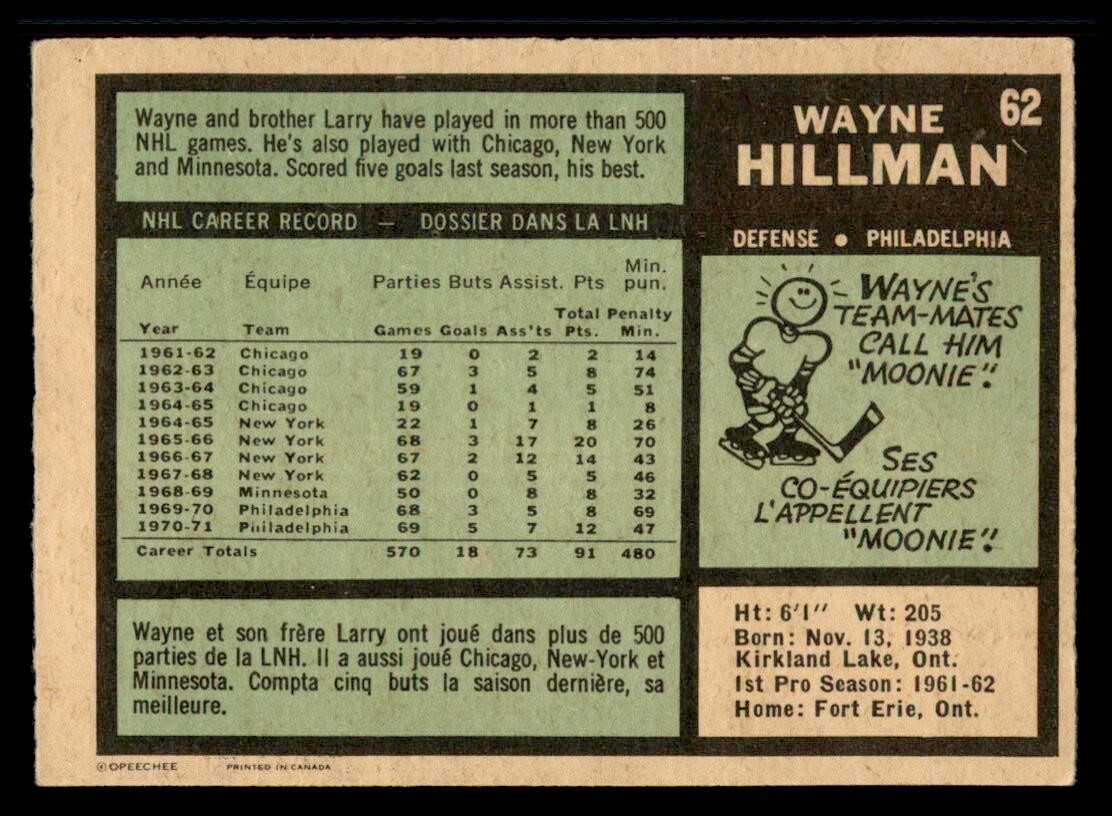 Wayne and brother Larry have played in more than 500
NHL games. He's also played with Chicago, New York
and Minnesota. Scored five goals last season, his best.
NHL CAREER RECORD — DOSSIER DANS LA LNH
Année Équipe Parties Buts Assist. Pts Min. pun.
Year Team Games Goals Ass'ts Total Pts. Penalty Min.
1961-62 Chicago 19 0 2 2 14
1962-63 Chicago 67 3 5 8 74
1963-64 Chicago 59 1 4 5 51
1964-65 Chicago 19 0 1 1 8
1964-65 New York 22 1 7 8 26
1965-66 New York 68 3 17 20 70
1966-67 New York 67 2 12 14 43
1967-68 New York 62 0 5 5 46
1968-69 Minnesota 50 0 8 8 32
1969-70 Philadelphia 68 3 5 8 69
1970-71 Philadelphia 69 5 7 12 47
Career Totals 570 18 73 91 480
Wayne et son frère Larry ont joué dans plus de 500
parties de la LNH. Il a aussi joué Chicago, New-York et
Minnesota. Compta cinq buts la saison dernière, sa
meilleure.
62
WAYNE
HILLMAN
DEFENSE • PHILADELPHIA
WAYNE'S
TEAM-MATES
CALL HIM
"MOONIE"!
SES
CO-ÉQUIPIERS
L'APPELLENT
"MOONIE"!
Ht: 6'1" Wt: 205
Born: Nov. 13, 1938
Kirkland Lake, Ont.
1st Pro Season: 1961-62
Home: Fort Erie, Ont.
©OPEECHEE PRINTED IN CANADA